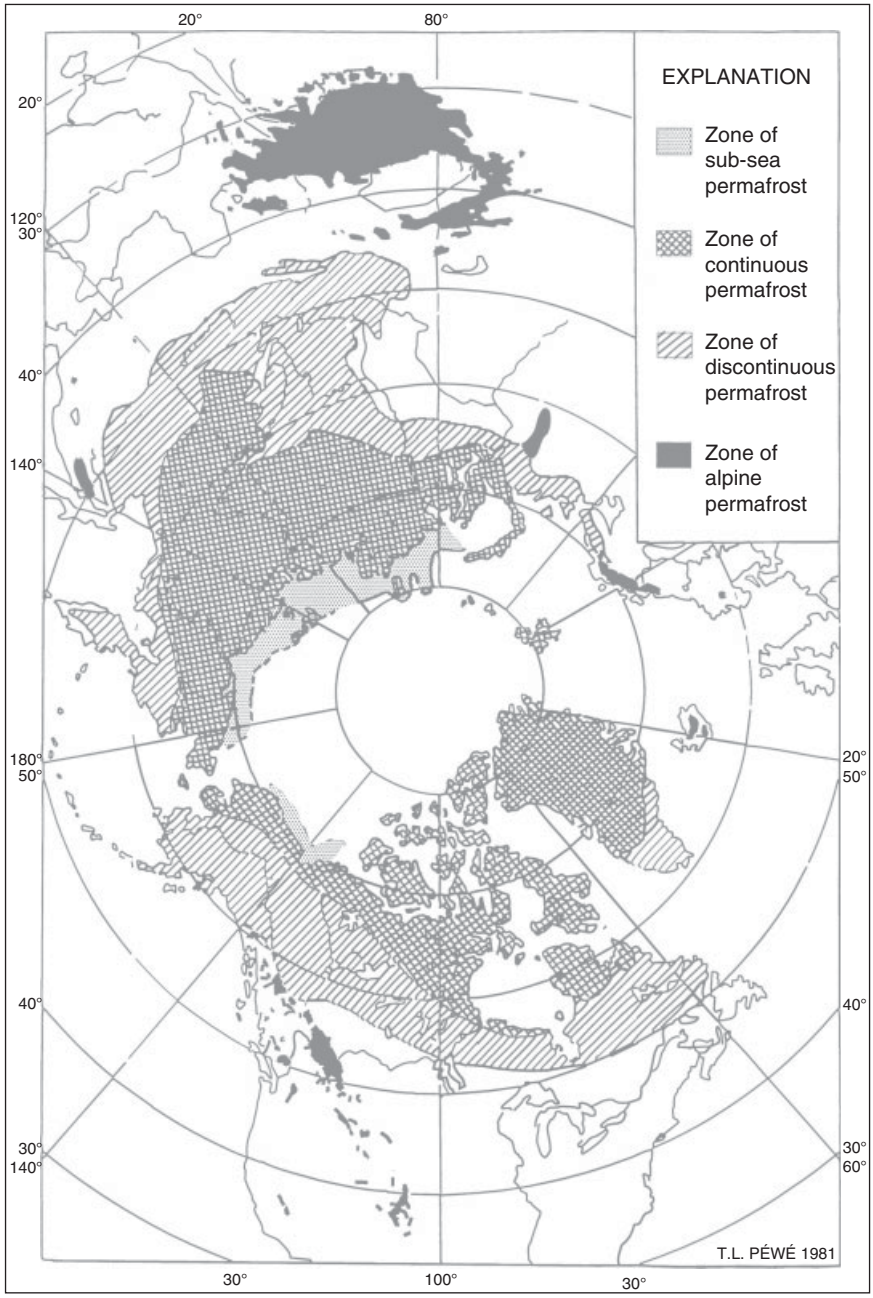 20° 80°
EXPLANATION
Zone of
sub-sea
permafrost
Zone of
continuous
permafrost
Zone of
discontinuous
permafrost
Zone of
alpine
permafrost
20°
120°
30°
40°
140°
180°
50°
20°
50°
40° 40°
30°
140°
30°
60°
T.L. PÉWÉ 1981
30° 100° 30°